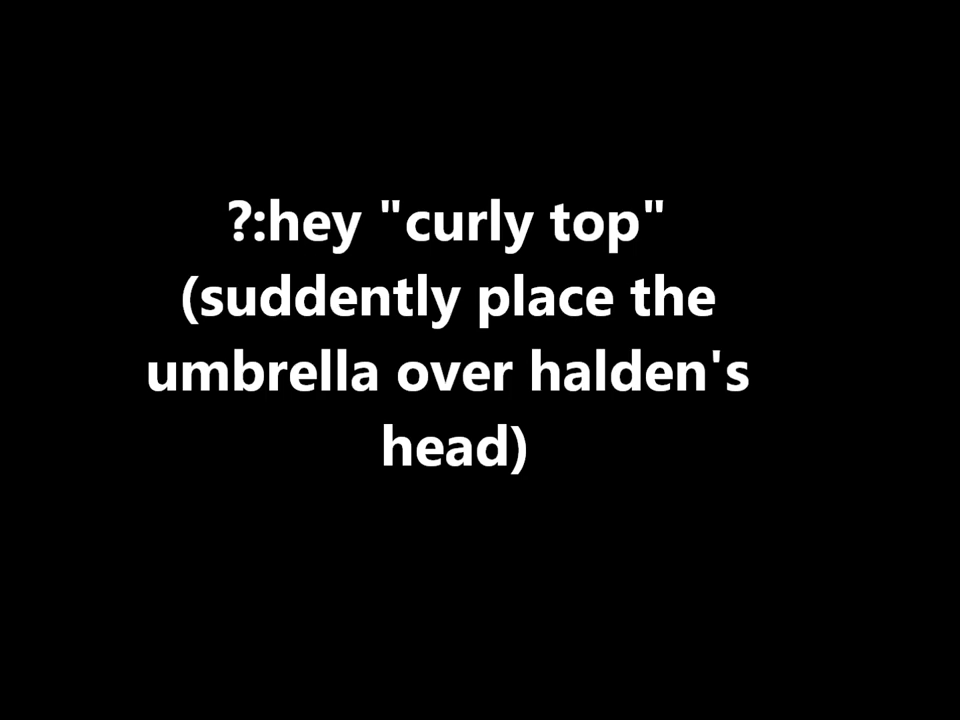 ?:hey "curly top"
(suddently place the
umbrella over halden's
head)